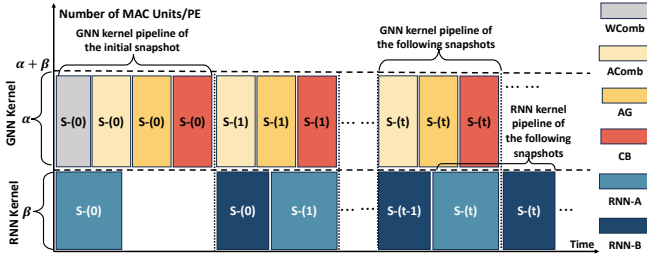 Number of MAC Units/PE
GNN kernel pipeline of
the initial snapshot
GNN kernel pipeline of
the following snapshots
α + β
GNN Kernel
α
S-(0)
S-(0)
S-(0)
S-(0)
S-(1)
S-(1)
S-(1)
... ...
S-(t)
S-(t)
S-(t)
... ...
RNN kernel
pipeline of
the following
snapshots
RNN Kernel
β
S-(0)
S-(0)
S-(1)
... ...
S-(t-1)
S-(t)
S-(t)
...
Time
WComb
AComb
AG
CB
RNN-A
RNN-B